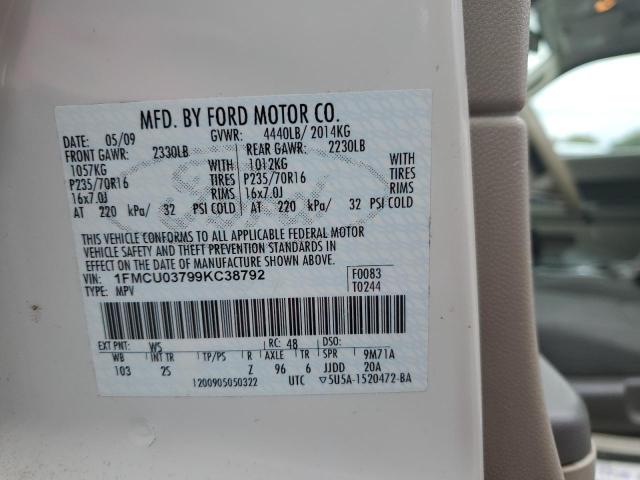 MFD. BY FORD MOTOR CO.
DATE: 05/09 GVWR: 4440LB/ 2014KG
FRONT GAWR: 2330LB REAR GAWR: 2230LB
1057KG WITH 1012KG WITH
P235/70R16 TIRES P235/70R16 TIRES
16x7.0J RIMS 16x7.0J RIMS
AT 220 kPa/ 32 PSI COLD AT 220 kPa/ 32 PSI COLD
THIS VEHICLE CONFORMS TO ALL APPLICABLE FEDERAL MOTOR
VEHICLE SAFETY AND THEFT PREVENTION STANDARDS IN
EFFECT ON THE DATE OF MANUFACTURE SHOWN ABOVE.
VIN: 1FMCU03799KC38792 F0083
TYPE: MPV T0244
EXT PNT: WS RC: 48 DSO:
WB INT TR TP/PS R AXLE TR SPR 9M71A
103 2S Z 96 6 JJDD 20A
1200905050322 UTC ▽5U5A-1520472-BA